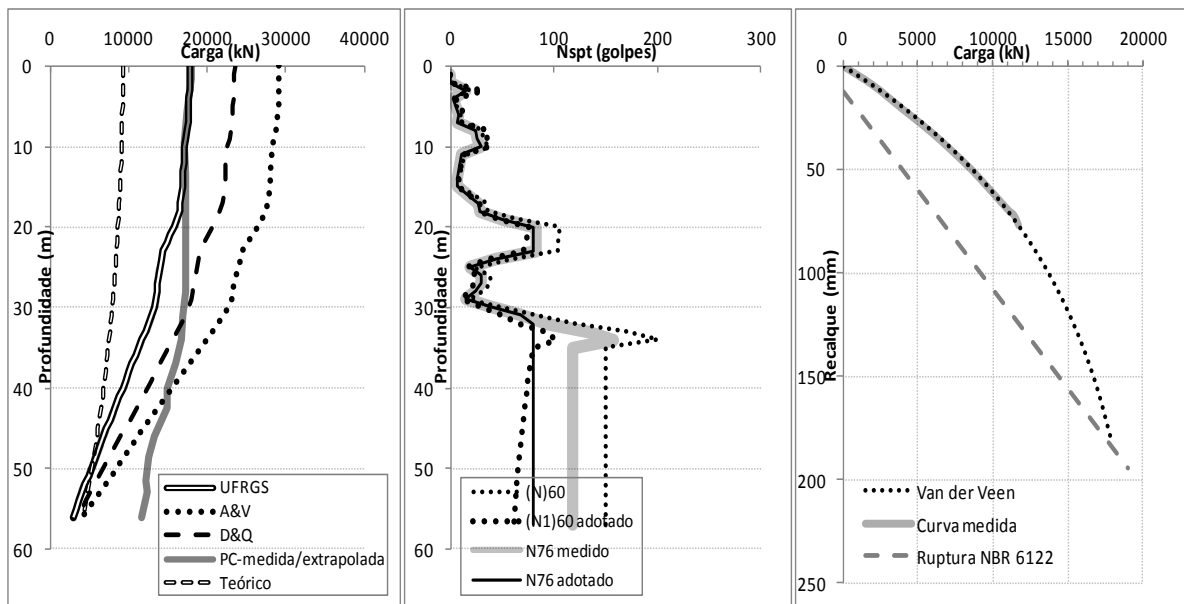 0 10000 20000 30000 40000
Carga (kN)
0
10
20
30
40
50
60
Profundidade (m)
UFRGS
A&V
D&Q
PC-medida/extrapolada
Teórico
0 100 200 300
Nspt (golpes)
0
10
20
30
40
50
60
Profundidade (m)
(N)60
(N1)60 adotado
N76 medido
N76 adotado
0 5000 10000 15000 20000
Carga (kN)
0
50
100
150
200
250
Recalque (mm)
Van der Veen
Curva medida
Ruptura NBR 6122